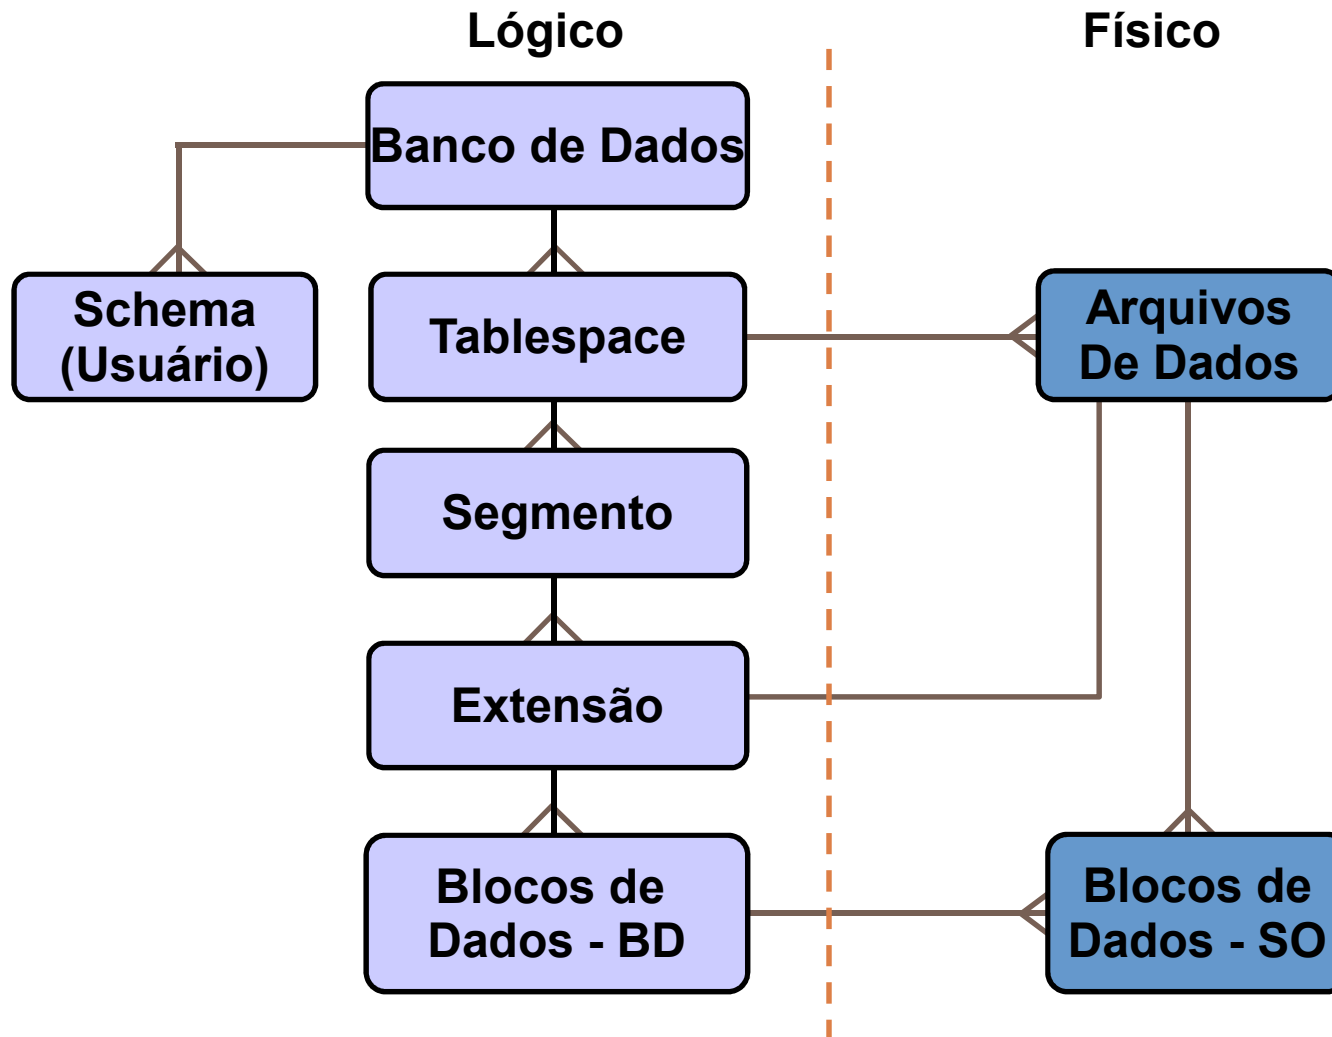 Lógico
Físico
Banco de Dados
Schema
(Usuário)
Tablespace
Arquivos
De Dados
Segmento
Extensão
Blocos de
Dados - BD
Blocos de
Dados - SO